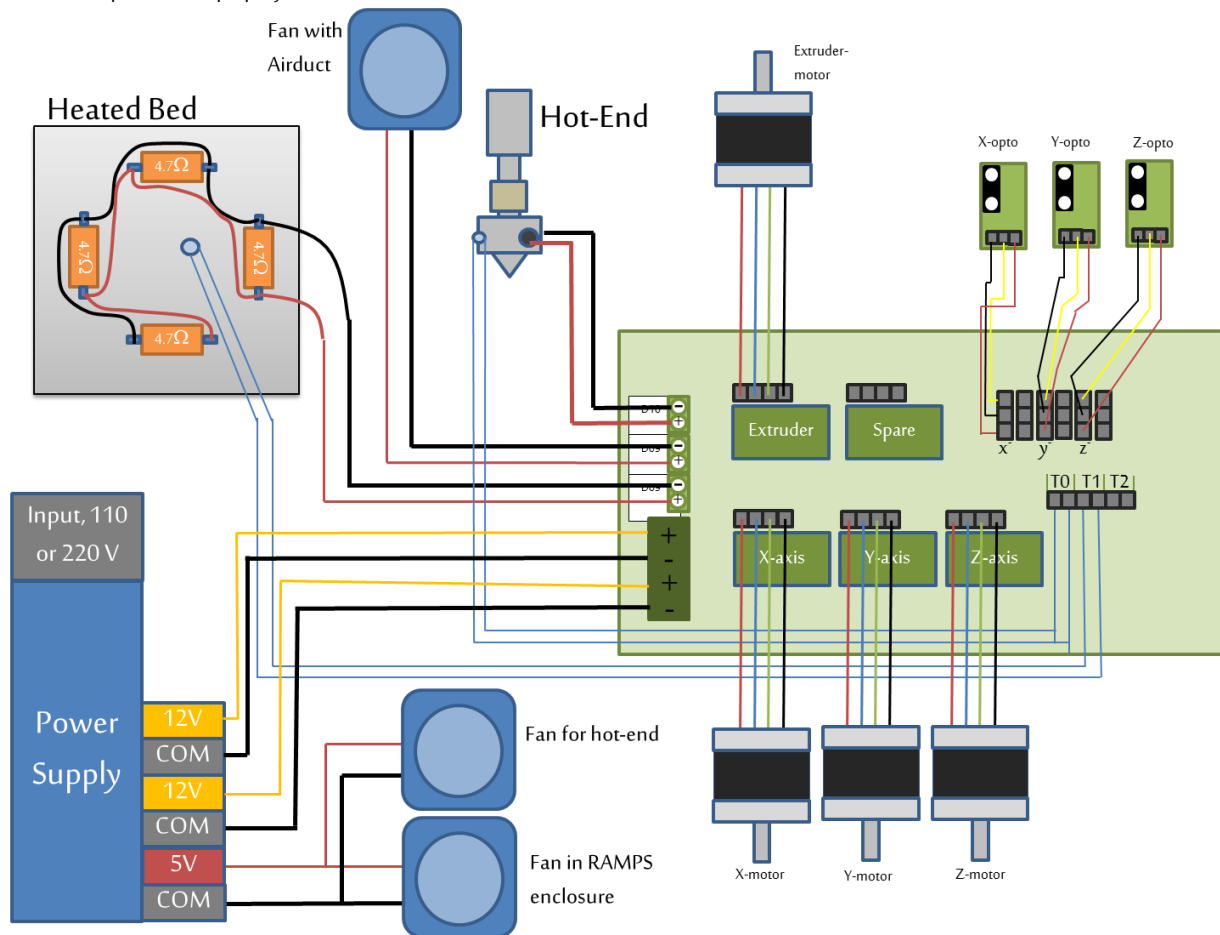 Fan with
Airduct
Extruder-
motor
Heated Bed
Hot-End
X-opto
Y-opto
Z-opto
4.7Ω
4.7Ω
4.7Ω
4.7Ω
D10
-
+
D09
-
+
D09
-
+
Extruder
Spare
x-
y-
z-
T0
T1
T2
Input, 110
or 220 V
+
-
+
-
X-axis
Y-axis
Z-axis
Power
Supply
12V
COM
12V
COM
5V
COM
Fan for hot-end
Fan in RAMPS
enclosure
X-motor
Y-motor
Z-motor